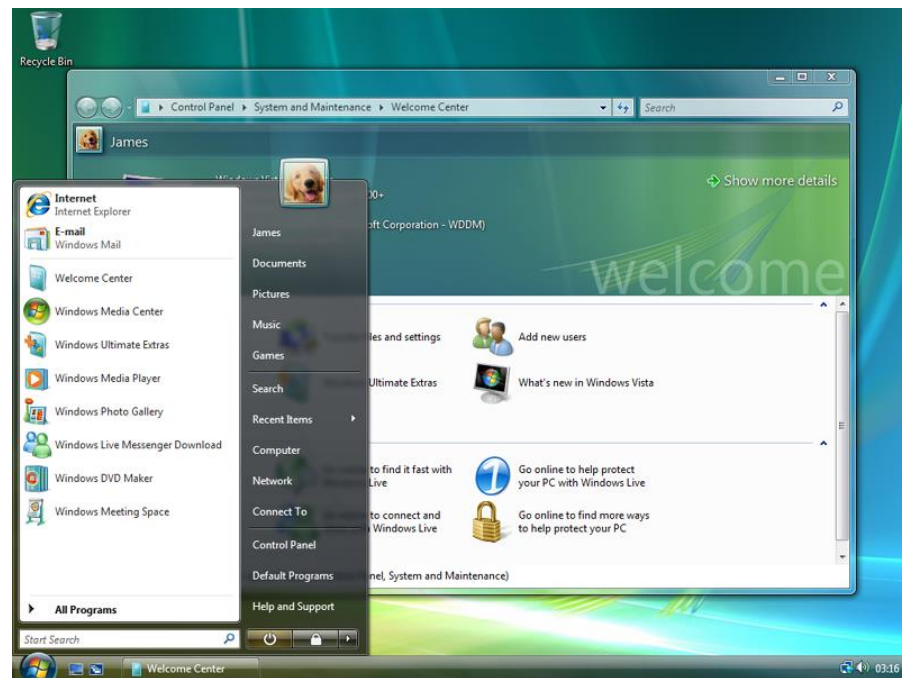 Recycle Bin
Control Panel ▸ System and Maintenance ▸ Welcome Center
Search
James
Show more details
00+
oft Corporation - WDDM)
welcome
Internet
Internet Explorer
E-mail
Windows Mail
Welcome Center
Windows Media Center
Windows Ultimate Extras
Windows Media Player
Windows Photo Gallery
Windows Live Messenger Download
Windows DVD Maker
Windows Meeting Space
All Programs
Start Search
James
Documents
Pictures
Music
Games
Search
Recent Items
Computer
Network
Connect To
Control Panel
Default Programs
Help and Support
les and settings
Add new users
Ultimate Extras
What's new in Windows Vista
to find it fast with
Live
Go online to help protect
your PC with Windows Live
to connect and
Windows Live
Go online to find more ways
to help protect your PC
nel, System and Maintenance)
Welcome Center
03:16